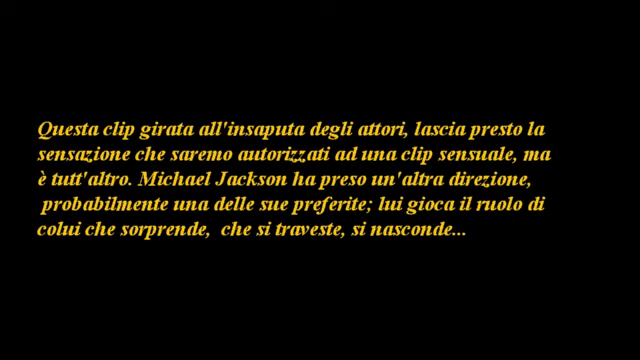 Questa clip girata all'insaputa degli attori, lascia presto la
sensazione che saremo autorizzati ad una clip sensuale, ma
è tutt'altro. Michael Jackson ha preso un'altra direzione,
probabilmente una delle sue preferite; lui gioca il ruolo di
colui che sorprende, che si traveste, si nasconde...